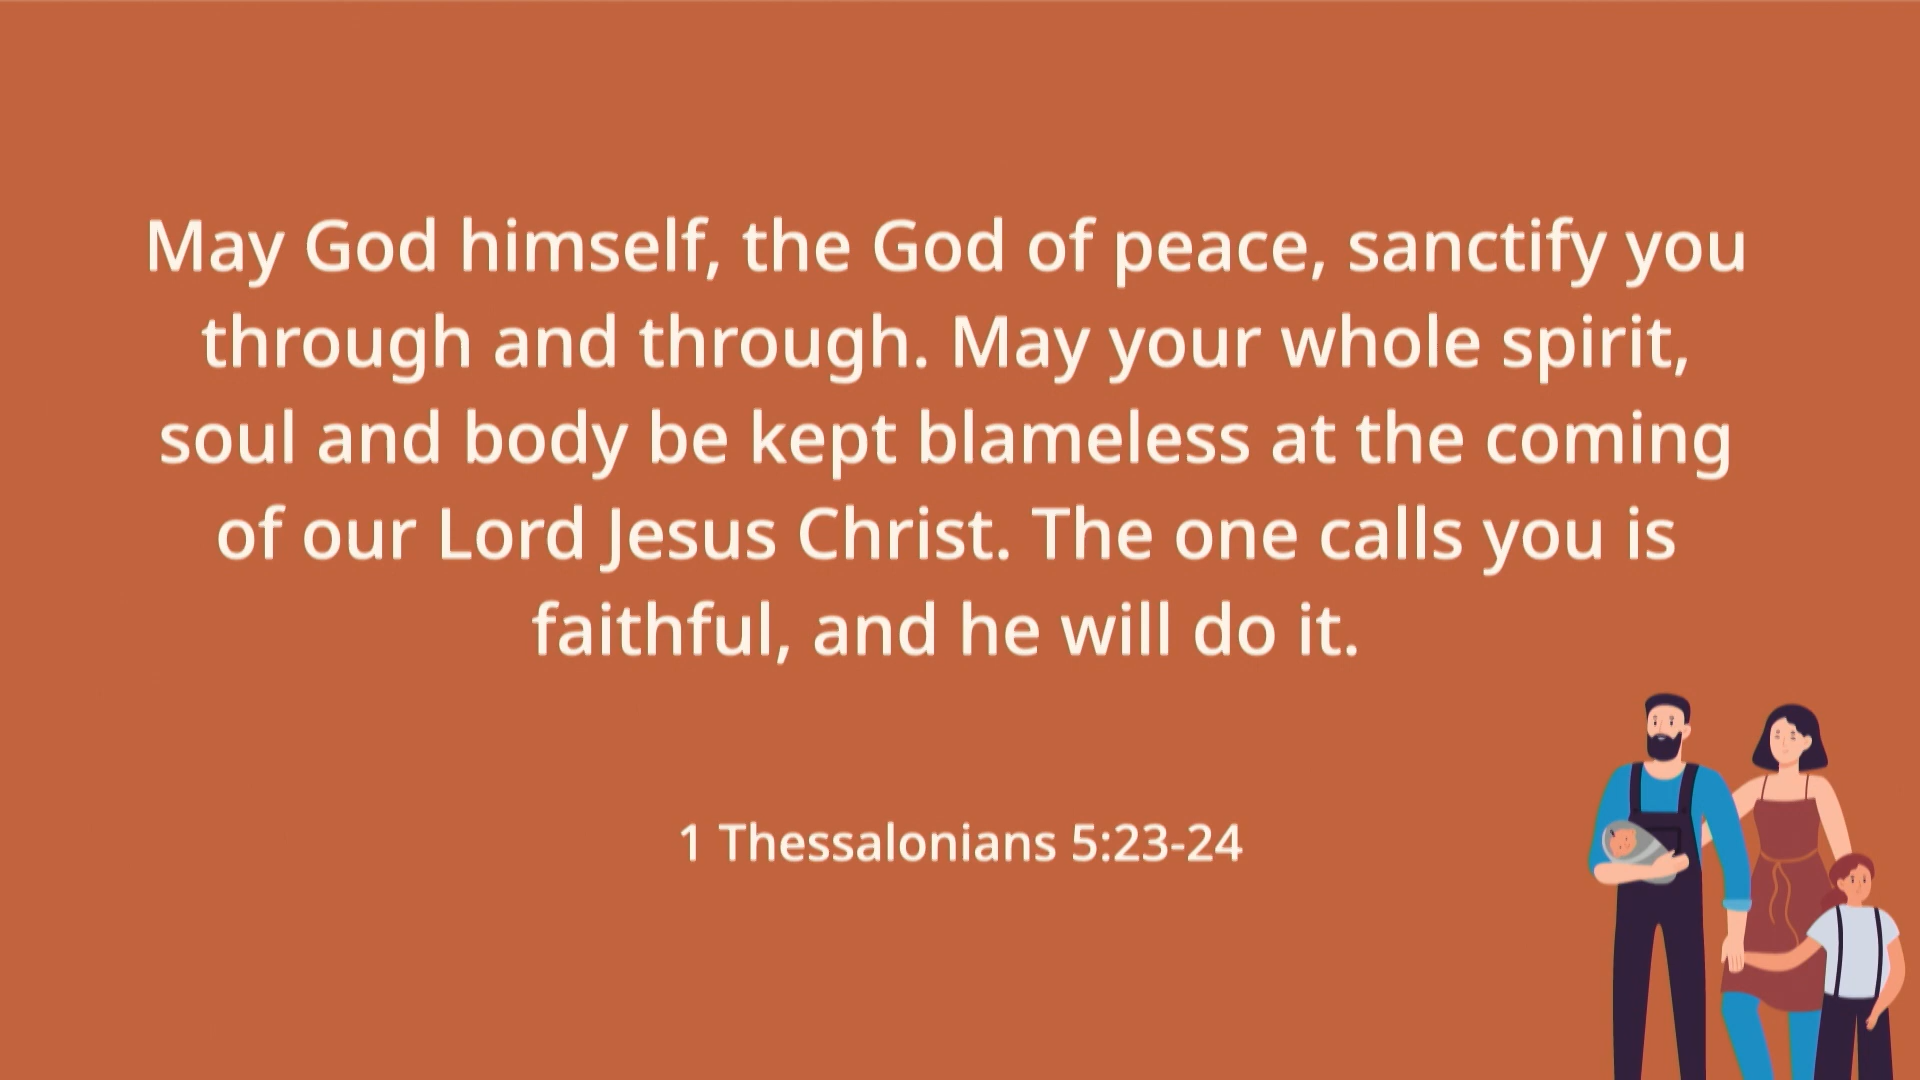 May God himself, the God of peace, sanctify you
through and through. May your whole spirit,
soul and body be kept blameless at the coming
of our Lord Jesus Christ. The one calls you is
faithful, and he will do it.
1 Thessalonians 5:23-24